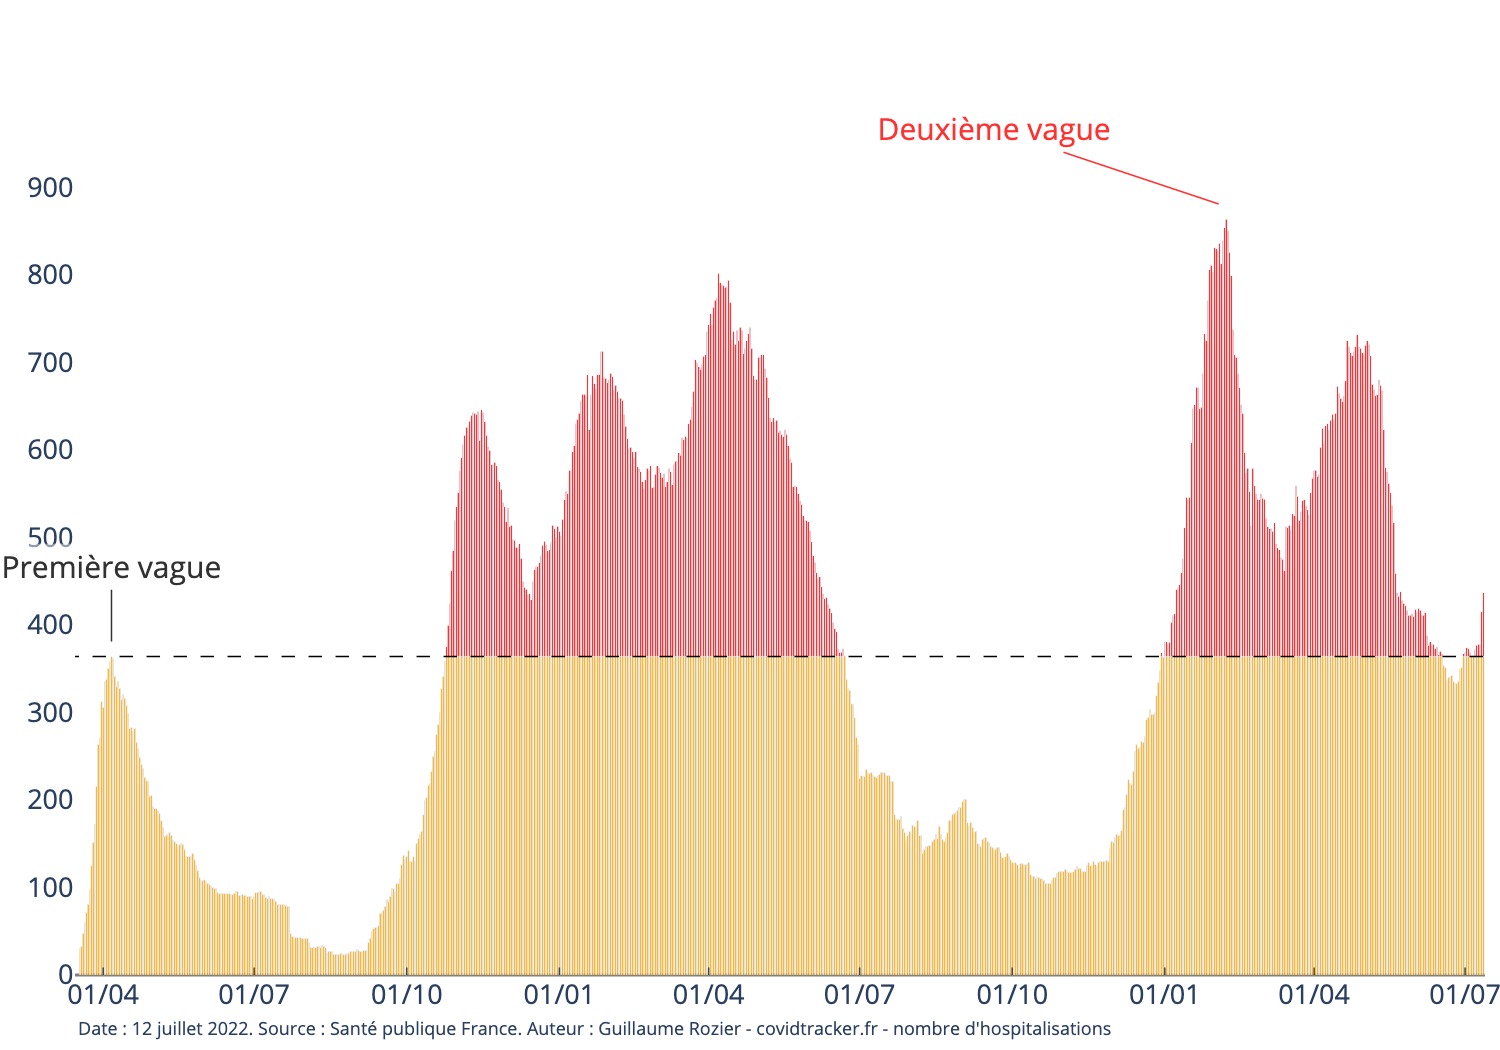 Deuxième vague
900
800
700
600
500
Première vague
400
300
200
100
0
01/04 01/07 01/10 01/01 01/04 01/07 01/10 01/01 01/04 01/07
Date : 12 juillet 2022. Source : Santé publique France. Auteur : Guillaume Rozier - covidtracker.fr - nombre d'hospitalisations